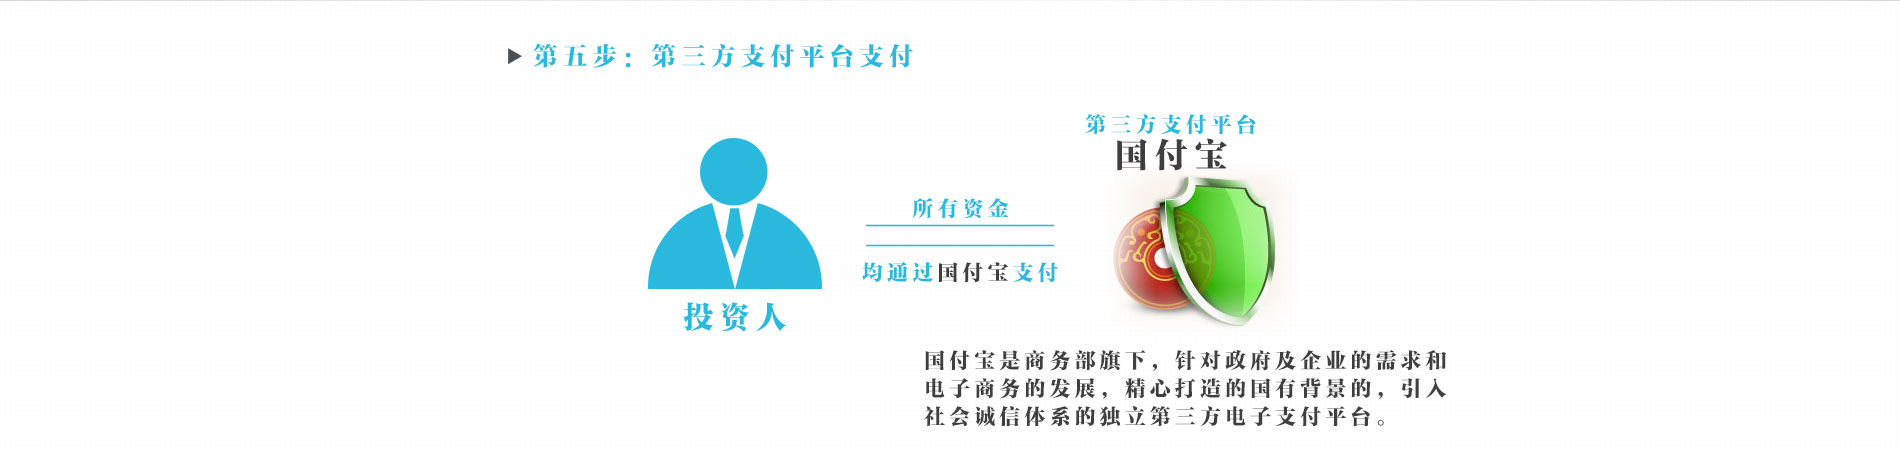 第五步：第三方支付平台支付
第三方支付平台
国付宝
所有资金
均通过国付宝支付
投资人
国付宝是商务部旗下，针对政府及企业的需求和
电子商务的发展，精心打造的国有背景的，引入
社会诚信体系的独立第三方电子支付平台。